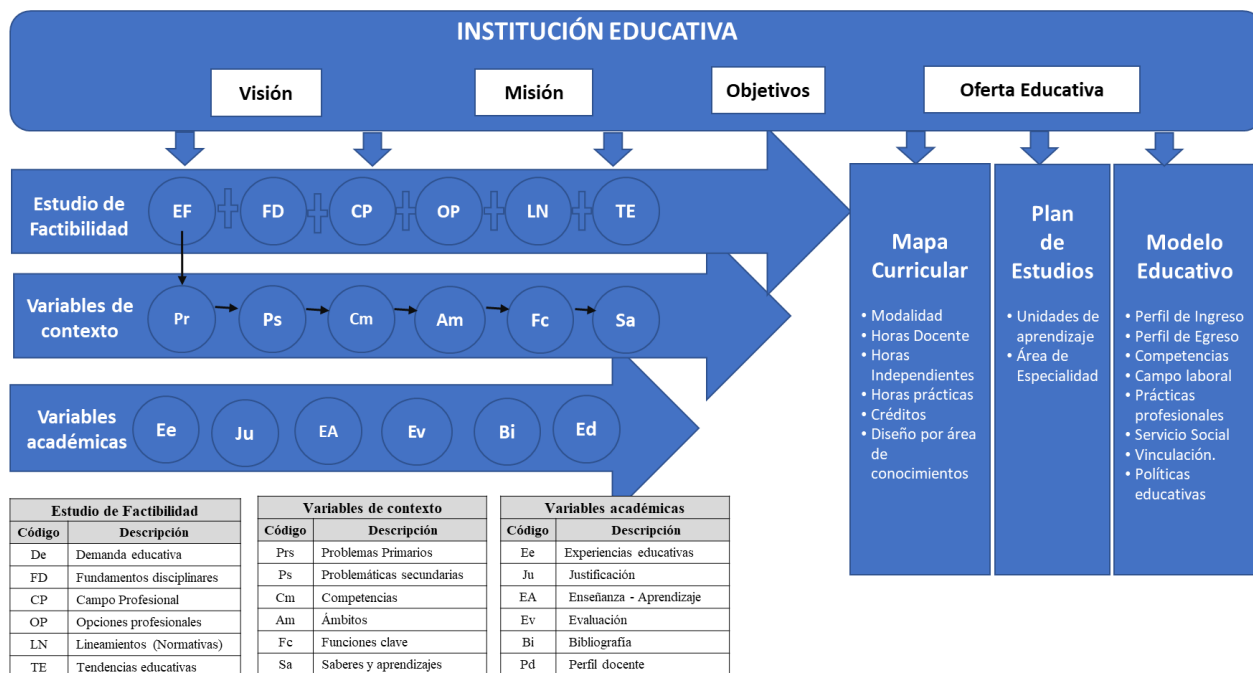 INSTITUCIÓN EDUCATIVA
Visión
Misión
Objetivos
Oferta Educativa
Estudio de
Factibilidad
EF
FD
CP
OP
LN
TE
Variables de
contexto
Pr
Ps
Cm
Am
Fc
Sa
Variables
académicas
Ee
Ju
EA
Ev
Bi
Ed
Mapa
Curricular
• Modalidad
• Horas Docente
• Horas
Independientes
• Horas prácticas
• Créditos
• Diseño por área
de
conocimientos
Plan
de
Estudios
• Unidades de
aprendizaje
• Área de
Especialidad
Modelo
Educativo
• Perfil de Ingreso
• Perfil de Egreso
• Competencias
• Campo laboral
• Prácticas
profesionales
• Servicio Social
• Vinculación.
• Políticas
educativas
Estudio de Factibilidad
Código Descripción
De Demanda educativa
FD Fundamentos disciplinares
CP Campo Profesional
OP Opciones profesionales
LN Lineamientos (Normativas)
TE Tendencias educativas
Variables de contexto
Código Descripción
Prs Problemas Primarios
Ps Problemáticas secundarias
Cm Competencias
Am Ámbitos
Fc Funciones clave
Sa Saberes y aprendizajes
Variables académicas
Código Descripción
Ee Experiencias educativas
Ju Justificación
EA Enseñanza - Aprendizaje
Ev Evaluación
Bi Bibliografía
Pd Perfil docente